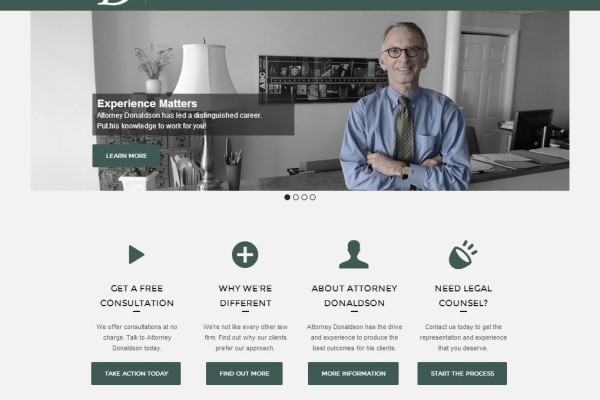 Experience Matters
Attorney Donaldson has led a distinguished career.
Put his knowledge to work for you!
LEARN MORE
ABC
GET A FREE
CONSULTATION
WHY WE'RE
DIFFERENT
ABOUT ATTORNEY
DONALDSON
NEED LEGAL
COUNSEL?
We offer consultations at no
charge. Talk to Attorney
Donaldson today.
We're not like every other law
firm. Find out why our clients
prefer our approach.
Attorney Donaldson has the drive
and experience to produce the
best outcomes for his clients.
Contact us today to get the
representation and experience
that you deserve.
TAKE ACTION TODAY
FIND OUT MORE
MORE INFORMATION
START THE PROCESS